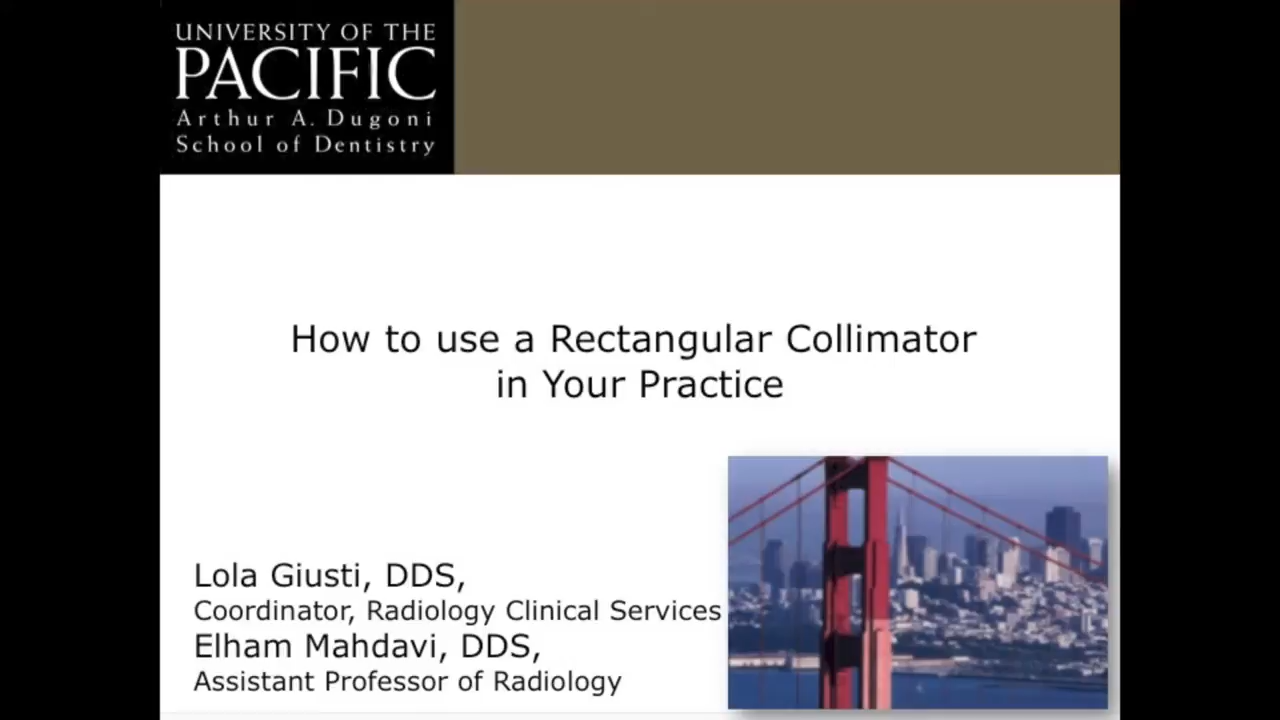 UNIVERSITY OF THE
PACIFIC
Arthur A. Dugoni
School of Dentistry
How to use a Rectangular Collimator
in Your Practice
Lola Giusti, DDS,
Coordinator, Radiology Clinical Services
Elham Mahdavi, DDS,
Assistant Professor of Radiology